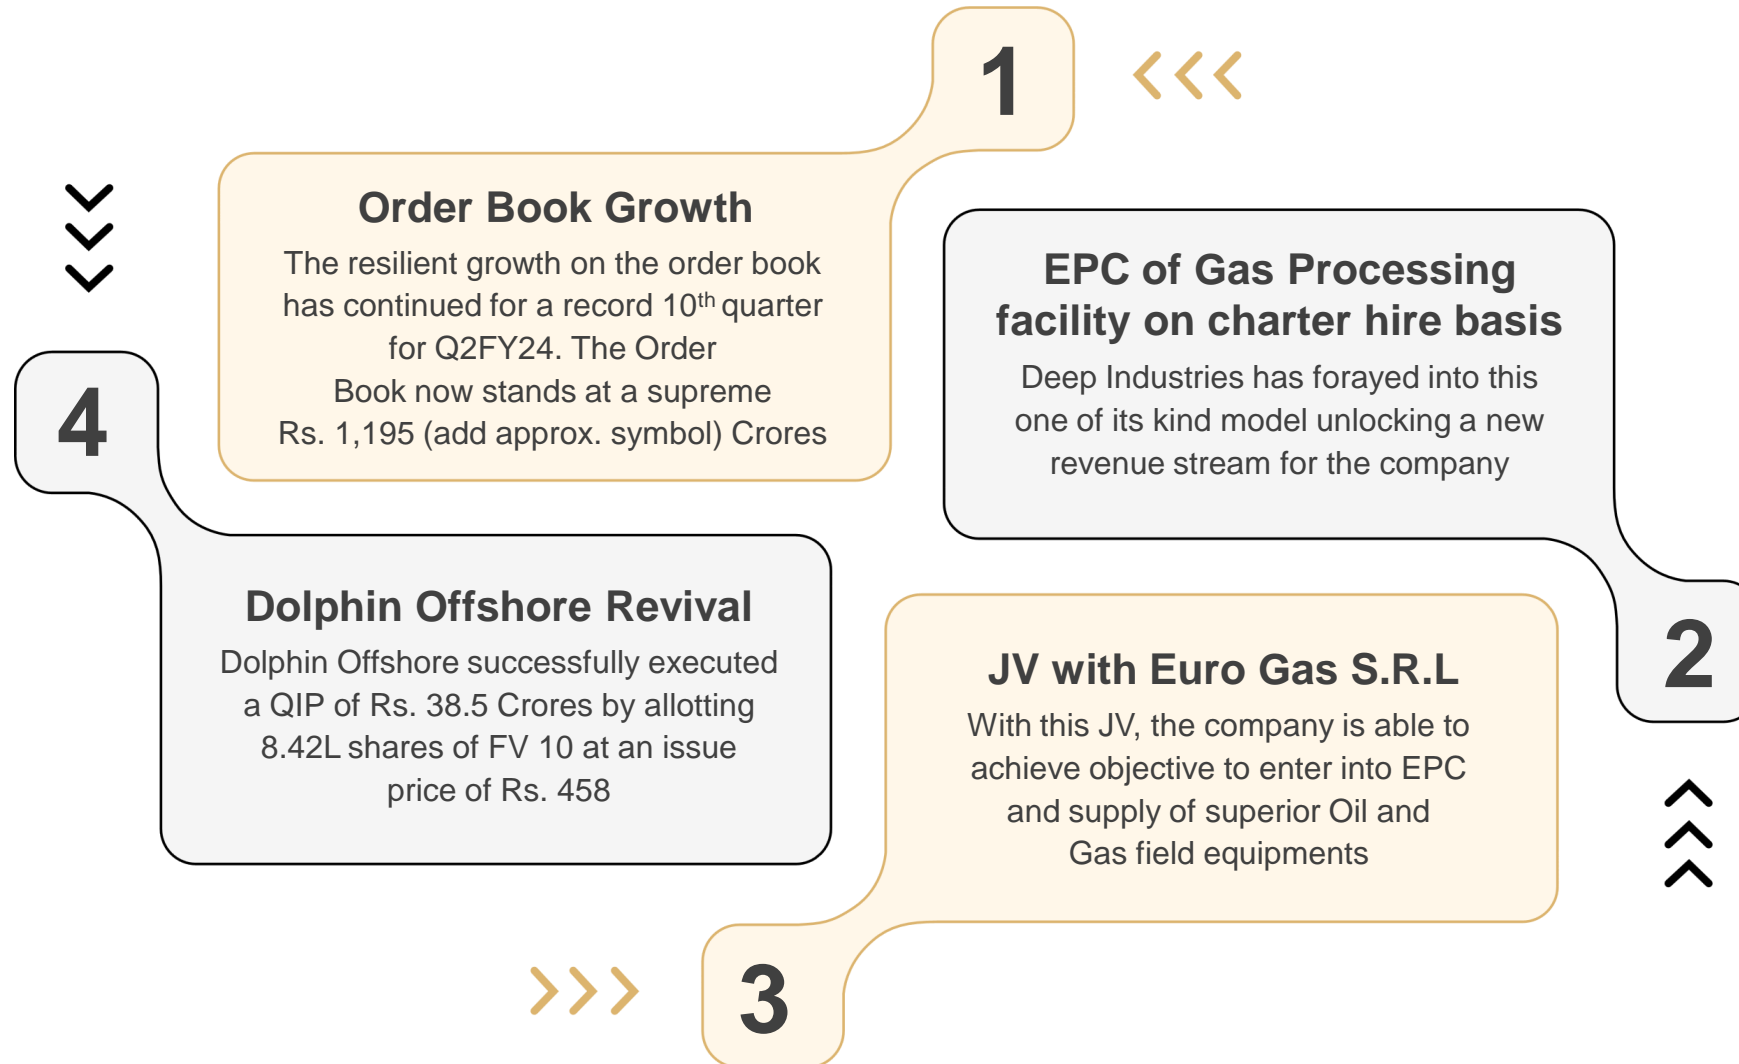 1
Order Book Growth
The resilient growth on the order book
has continued for a record 10th quarter
for Q2FY24. The Order
Book now stands at a supreme
Rs. 1,195 (add approx. symbol) Crores
2
EPC of Gas Processing
facility on charter hire basis
Deep Industries has forayed into this
one of its kind model unlocking a new
revenue stream for the company
3
JV with Euro Gas S.R.L
With this JV, the company is able to
achieve objective to enter into EPC
and supply of superior Oil and
Gas field equipments
4
Dolphin Offshore Revival
Dolphin Offshore successfully executed
a QIP of Rs. 38.5 Crores by allotting
8.42L shares of FV 10 at an issue
price of Rs. 458